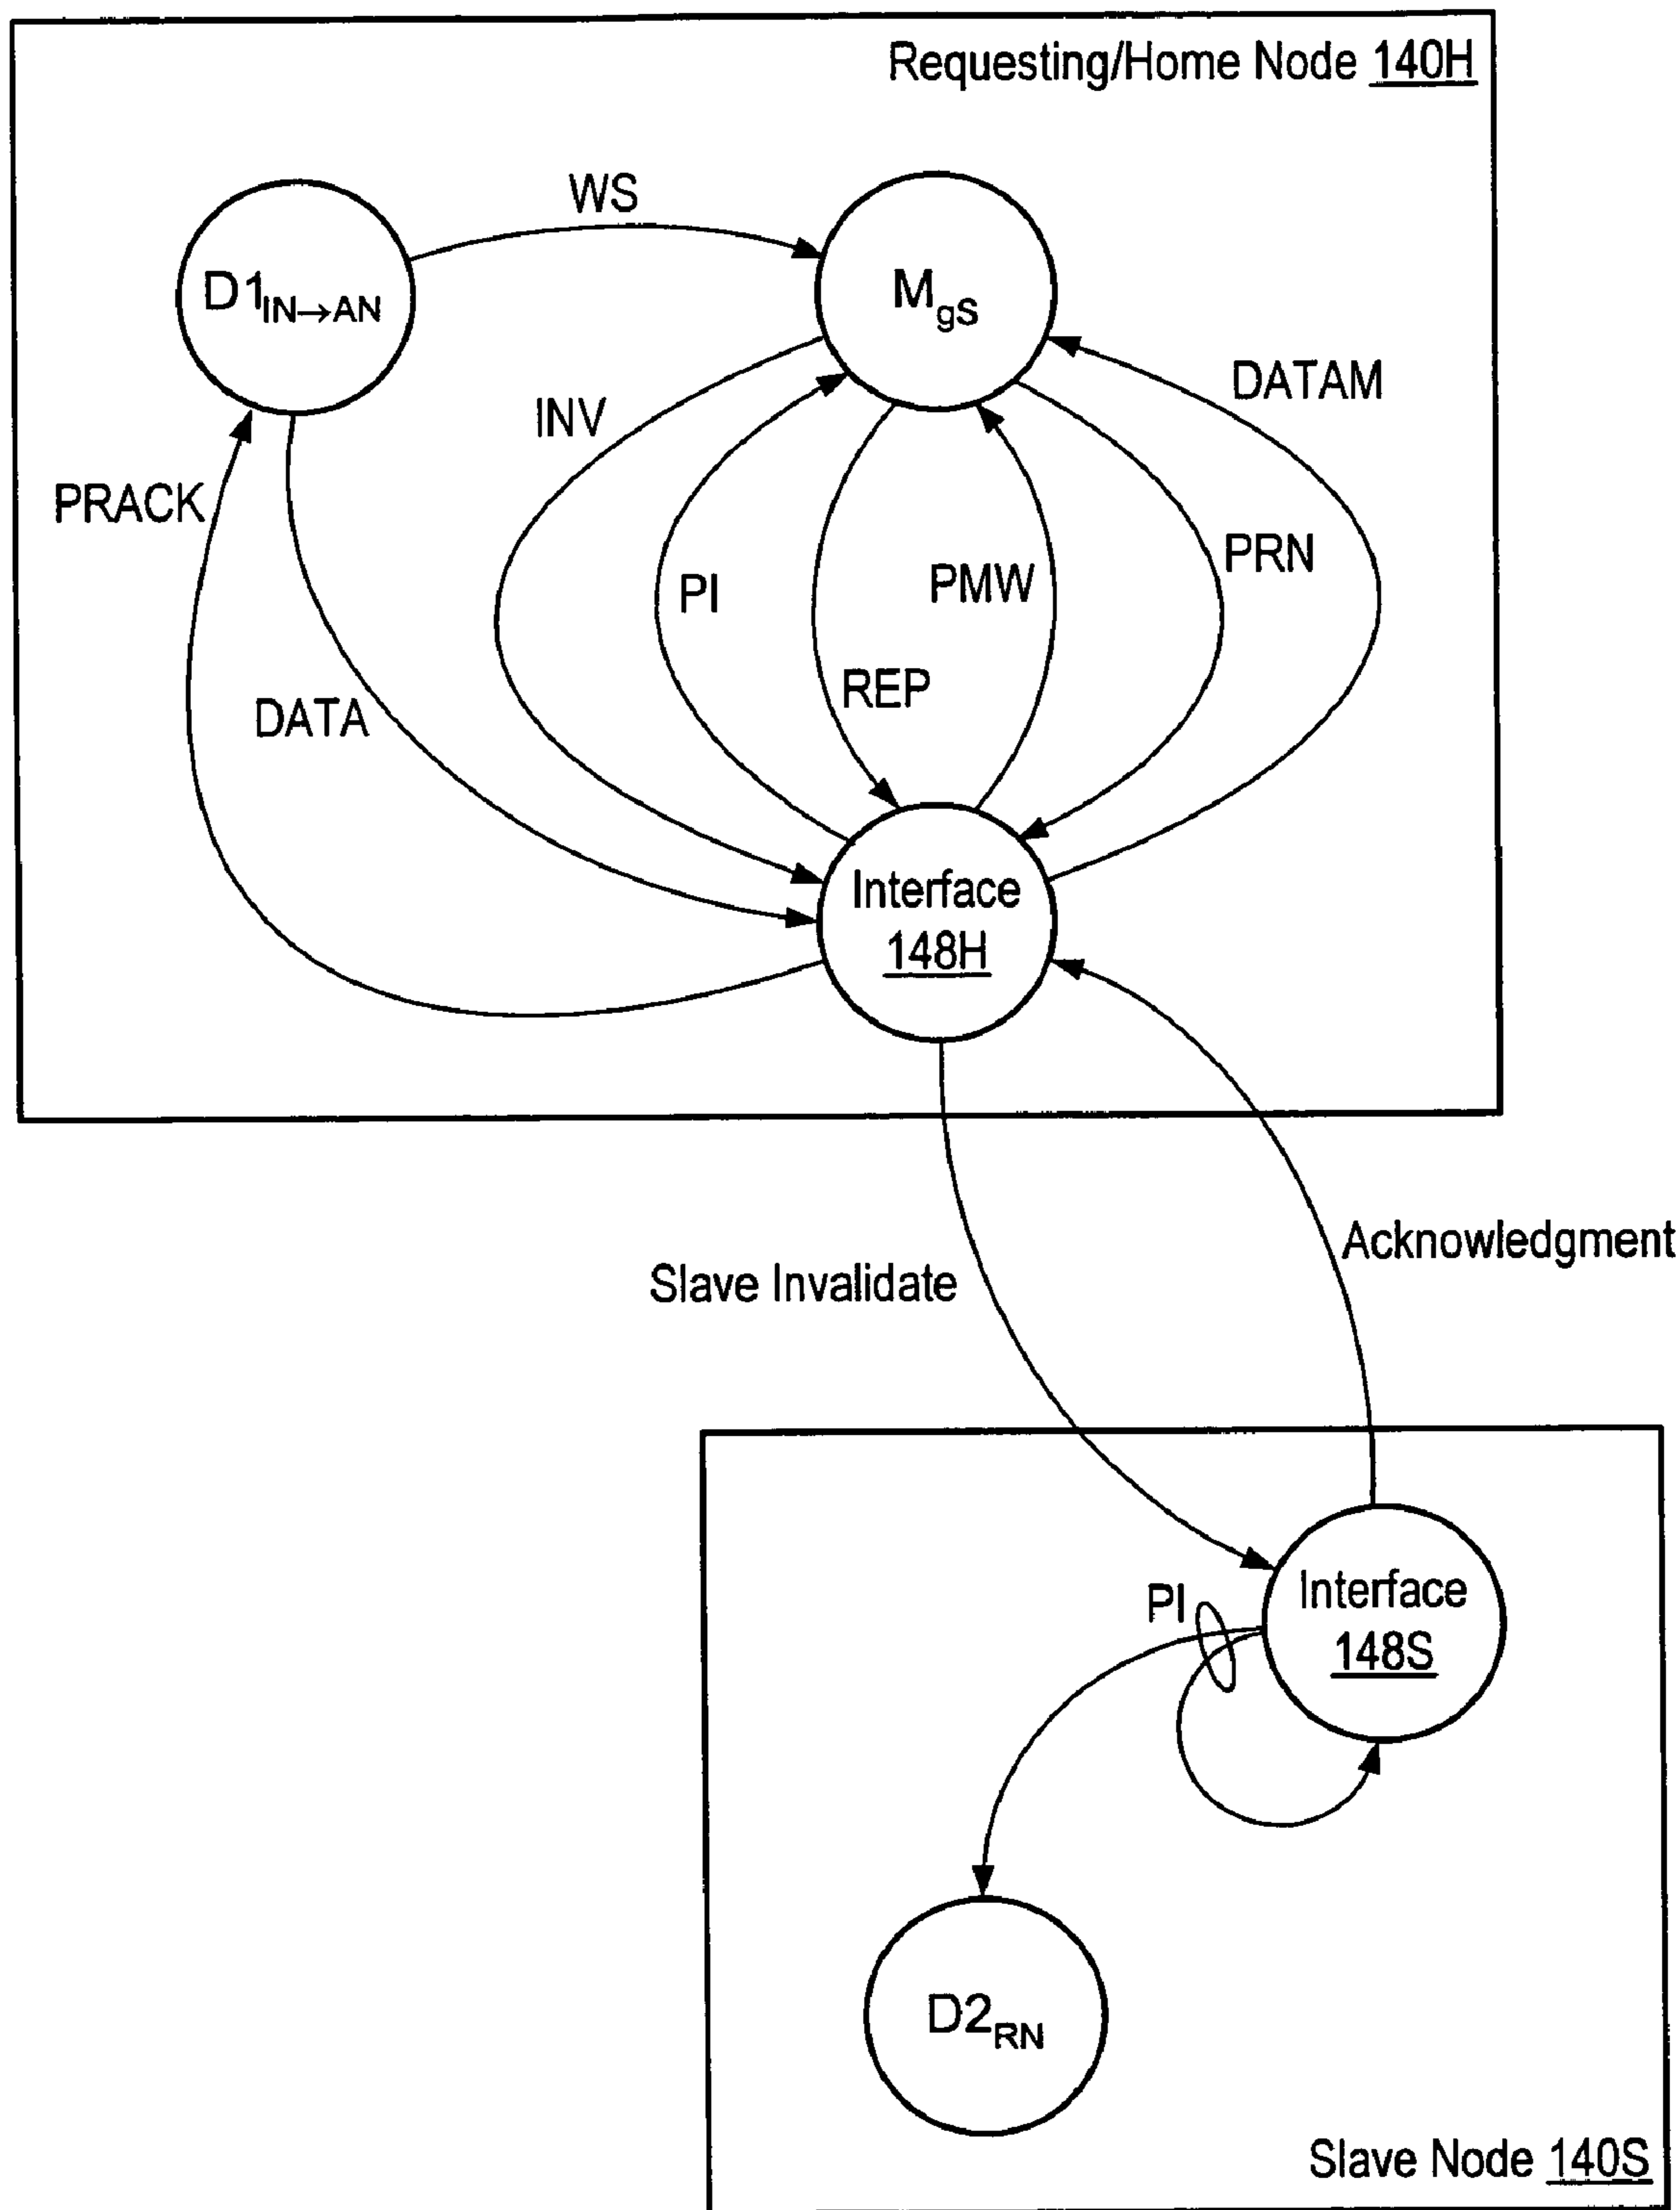 Requesting/Home Node 140H
WS
D1IN→AN
MgS
DATAM
INV
PRACK
PRN
PI
PMW
REP
DATA
Interface
148H
Acknowledgment
Slave Invalidate
PI
Interface
148S
D2RN
Slave Node 140S